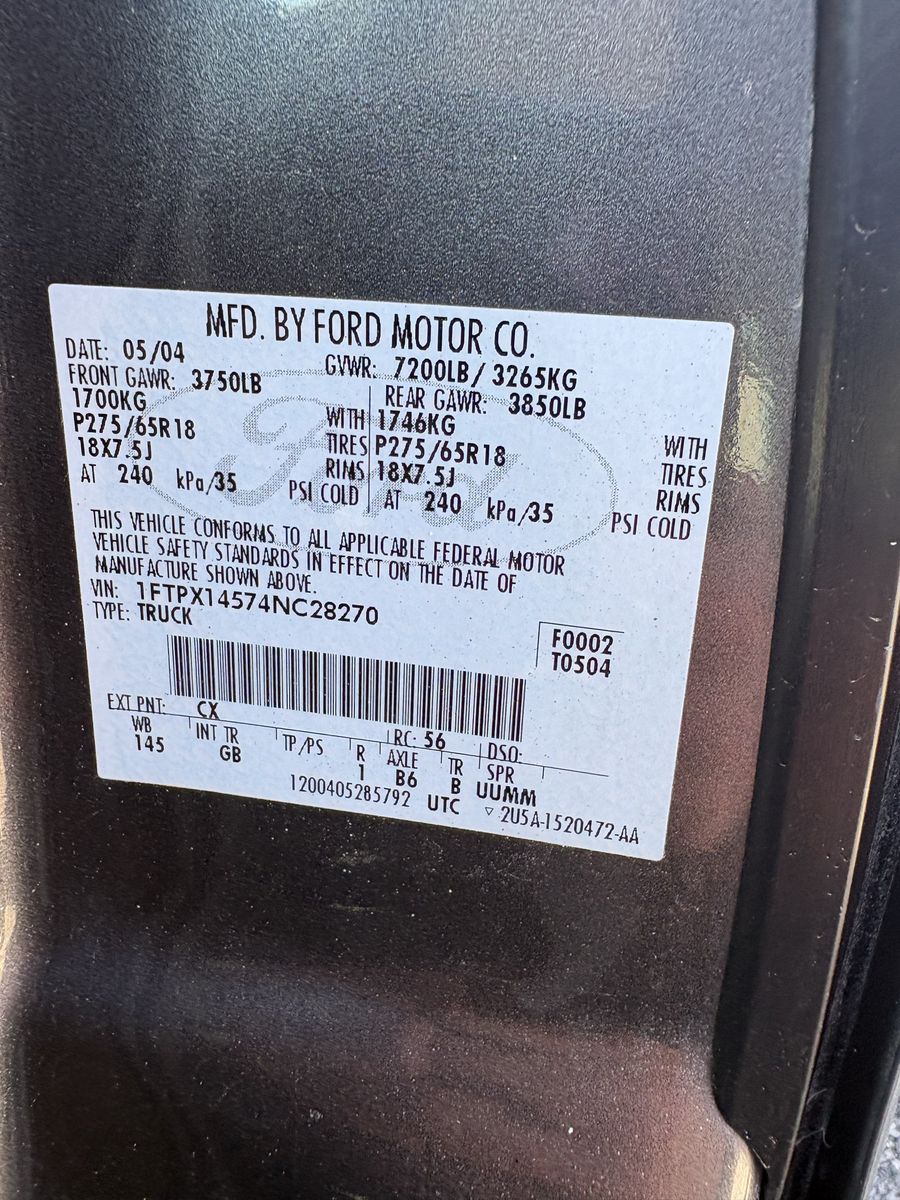 MFD. BY FORD MOTOR CO.
DATE: 05/04 GVWR: 7200LB/ 3265KG
FRONT GAWR: 3750LB REAR GAWR: 3850LB
1700KG WITH 1746KG WITH
P275/65R18 TIRES P275/65R18 TIRES
18X7.5J RIMS 18X7.5J RIMS
AT 240 kPa/35 PSI COLD AT 240 kPa/35 PSI COLD
THIS VEHICLE CONFORMS TO ALL APPLICABLE FEDERAL MOTOR
VEHICLE SAFETY STANDARDS IN EFFECT ON THE DATE OF
MANUFACTURE SHOWN ABOVE.
VIN: 1FTPX14574NC28270
TYPE: TRUCK
F0002
T0504
EXT PNT: CX RC: 56 DSO:
WB INT TR TP/PS R AXLE TR SPR
145 GB 1 B6 B UUMM
1200405285792 UTC ▽ 2U5A-1520472-AA
Ford